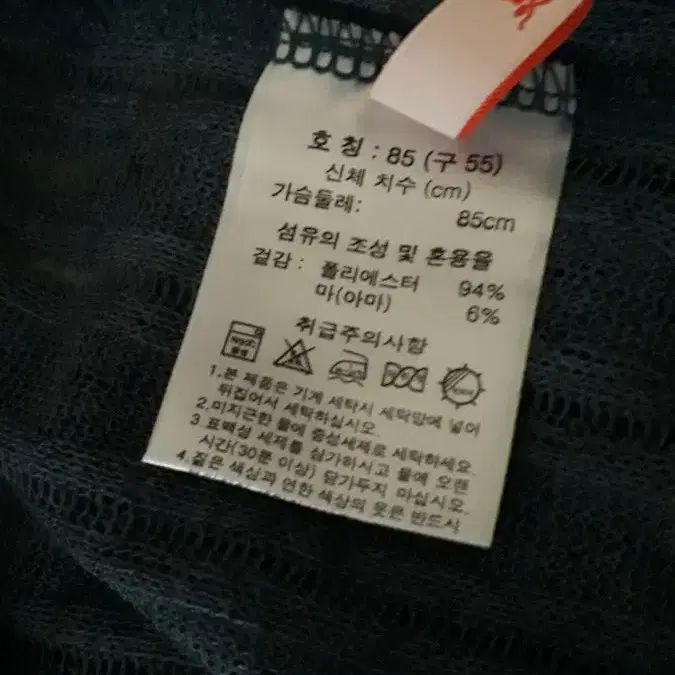 호 칭 : 85 (구 55)
신체 치수 (cm)
가슴둘레: 85cm
섬유의 조성 및 혼용율
겉감 : 폴리에스터 94%
마(아마) 6%
취급주의사항
1.본 제품은 기계 세탁시 세탁망에 넣어
뒤집어서 세탁하십시오.
2.미지근한 물에 중성세제로 세탁하세요.
3.표백성 세제를 삼가하시고 물에 오랜
시간(30분 이상) 담가두지 마십시오.
4.짙은 색상과 연한 색상의 옷은 반드시